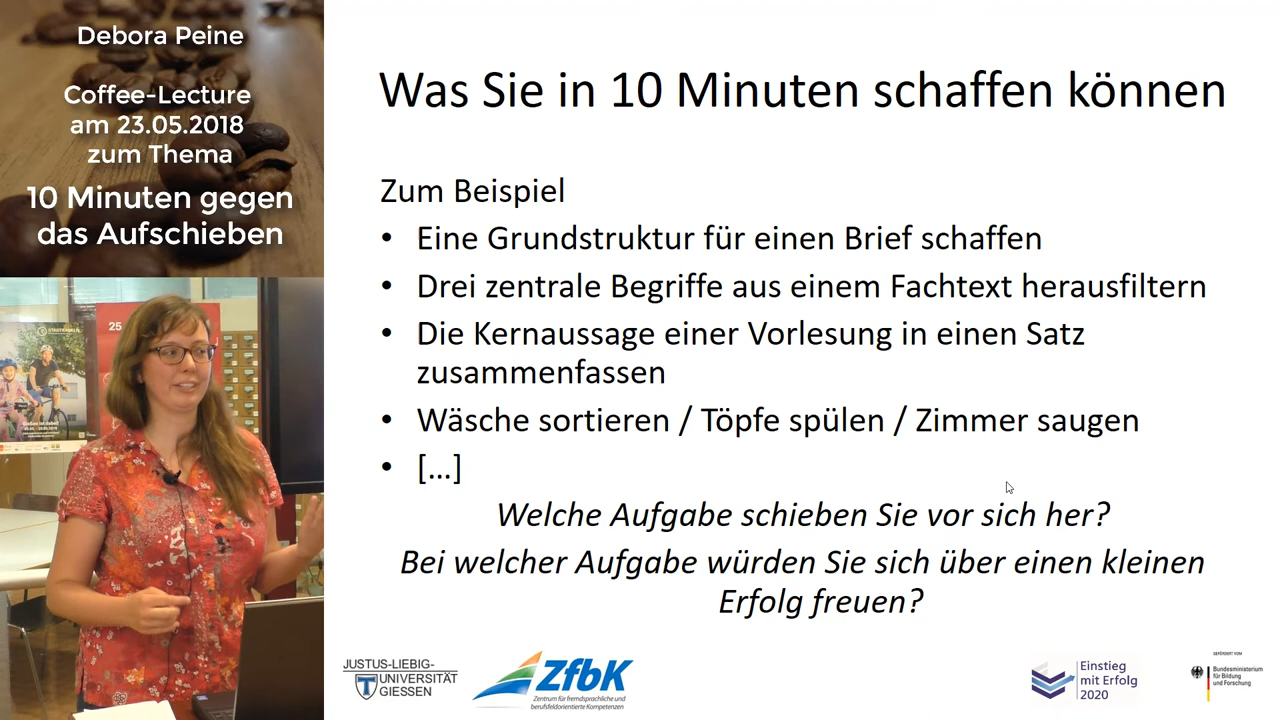 Debora Peine
Coffee-Lecture
am 23.05.2018
zum Thema
10 Minuten gegen
das Aufschieben
25
Was Sie in 10 Minuten schaffen können
Zum Beispiel
• Eine Grundstruktur für einen Brief schaffen
• Drei zentrale Begriffe aus einem Fachtext herausfiltern
• Die Kernaussage einer Vorlesung in einen Satz
zusammenfassen
• Wäsche sortieren / Töpfe spülen / Zimmer saugen
• [...]
Welche Aufgabe schieben Sie vor sich her?
Bei welcher Aufgabe würden Sie sich über einen kleinen
Erfolg freuen?
JUSTUS-LIEBIG-
UNIVERSITÄT
GIESSEN
ZfbK
Zentrum für fremdsprachliche und
berufsfeldorientierte Kompetenzen
Einstieg
mit Erfolg
2020
GEFÖRDERT VOM
Bundesministerium
für Bildung
und Forschung